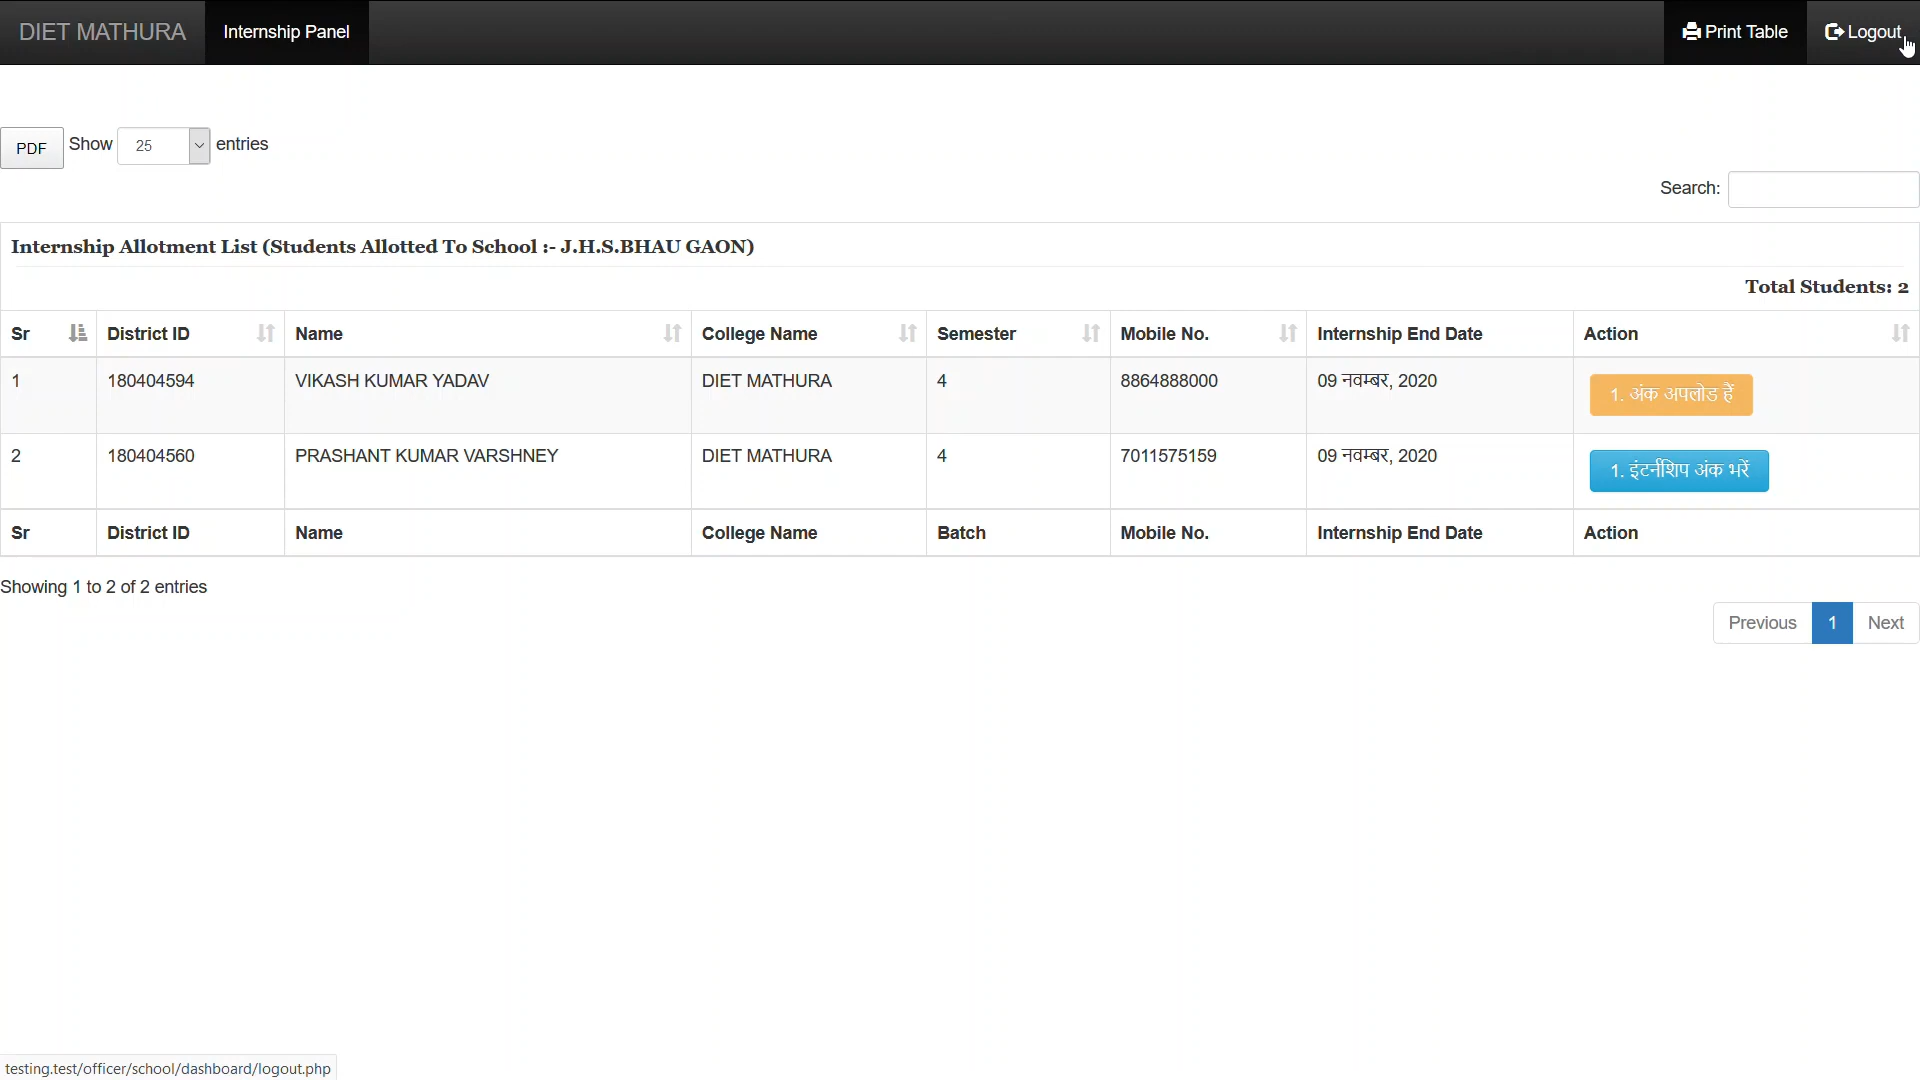 DIET MATHURA Internship Panel Print Table Logout
PDF Show 25 entries
Search:
Internship Allotment List (Students Allotted To School :- J.H.S.BHAU GAON)
Total Students: 2
Sr District ID Name College Name Semester Mobile No. Internship End Date Action
1 180404594 VIKASH KUMAR YADAV DIET MATHURA 4 8864888000 09 नवम्बर, 2020 1. अंक अपलोड हैं
2 180404560 PRASHANT KUMAR VARSHNEY DIET MATHURA 4 7011575159 09 नवम्बर, 2020 1. इंटर्नशिप अंक भरें
Sr District ID Name College Name Batch Mobile No. Internship End Date Action
Showing 1 to 2 of 2 entries
Previous 1 Next
testing.test/officer/school/dashboard/logout.php